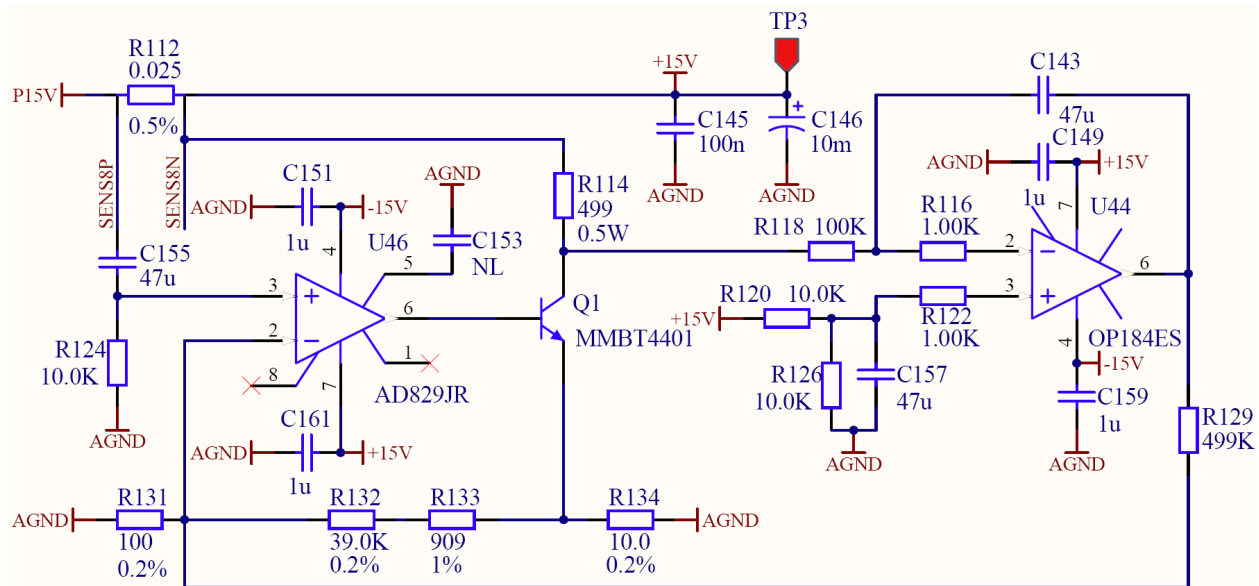 TP3
R112
0.025
P15V
0.5%
+15V
C143
47u
C145
100n
+
C146
10m
AGND
AGND
SENS8P
SENS8N
C149
AGND
+15V
1u
7
U44
C151
AGND
-15V
1u
4
U46
AGND
5
C153
NL
R114
499
0.5W
R118
100K
R116
1.00K
2
6
OP184ES
C155
47u
3
+
2
−
6
Q1
MMBT4401
R120
10.0K
+15V
R122
1.00K
3
−
+
4
-15V
R124
10.0K
AGND
8
7
1
AD829JR
R126
10.0K
C157
47u
AGND
C159
1u
AGND
R129
499K
C161
AGND
+15V
1u
R131
AGND
100
0.2%
R132
39.0K
0.2%
R133
909
1%
R134
AGND
10.0
0.2%